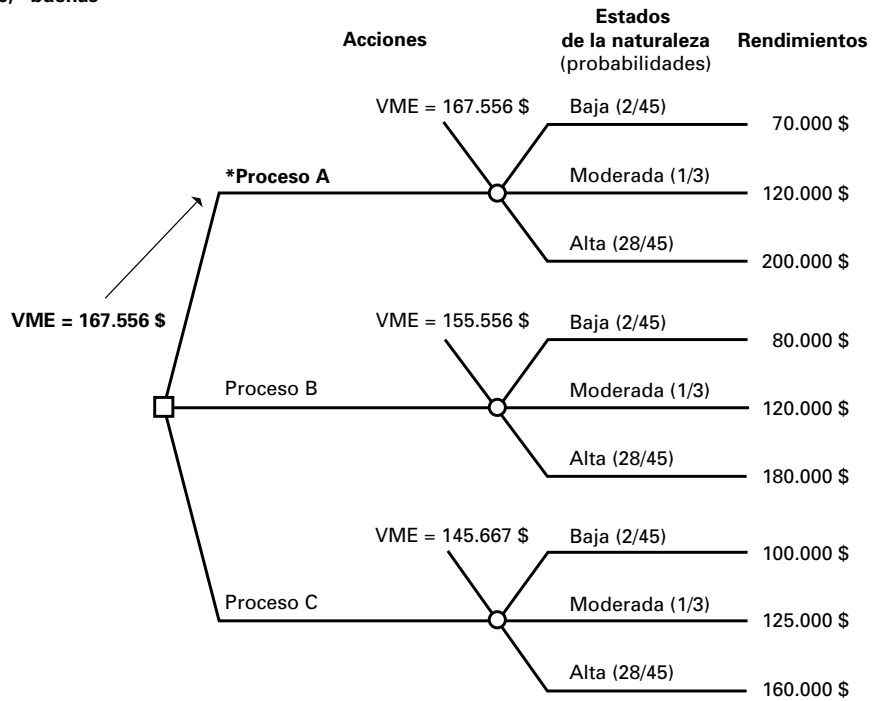 Acciones
Estados
de la naturaleza
(probabilidades)
Rendimientos
VME = 167.556 $
Baja (2/45)
70.000 $
*Proceso A
Moderada (1/3)
120.000 $
Alta (28/45)
200.000 $
VME = 167.556 $
VME = 155.556 $
Baja (2/45)
80.000 $
Proceso B
Moderada (1/3)
120.000 $
Alta (28/45)
180.000 $
VME = 145.667 $
Baja (2/45)
100.000 $
Proceso C
Moderada (1/3)
125.000 $
Alta (28/45)
160.000 $